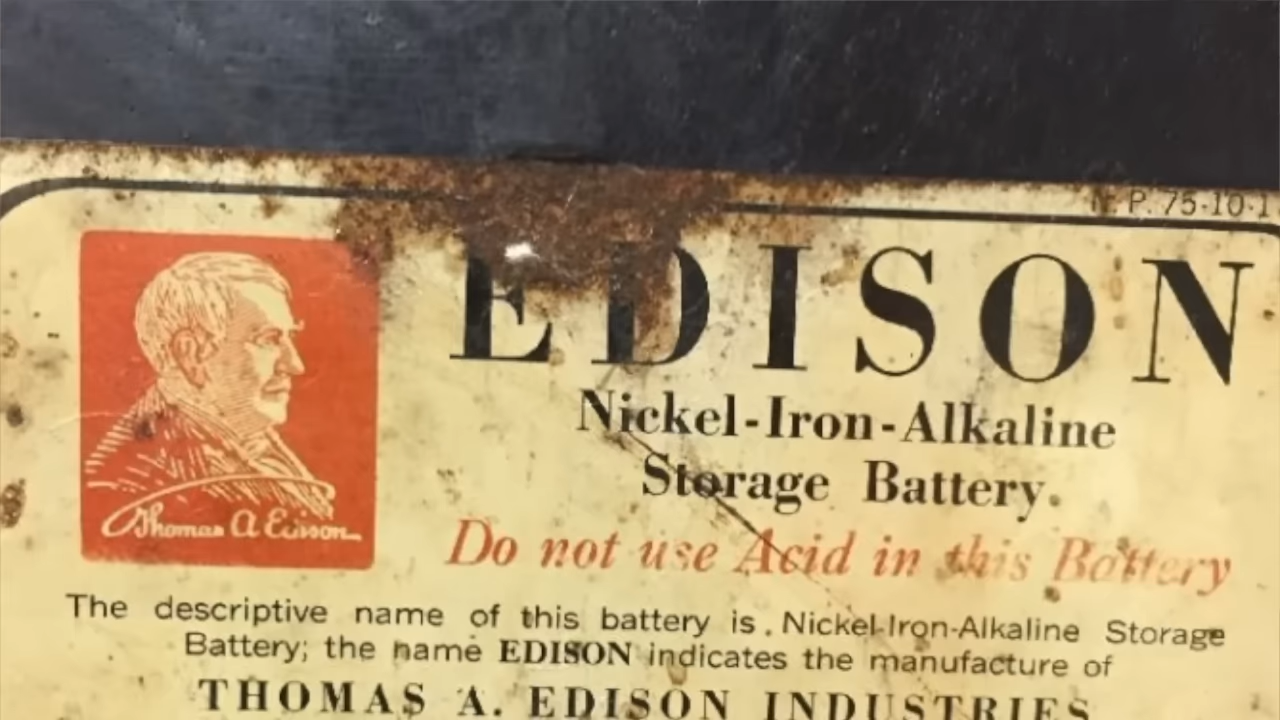 P. 75-10-1
EDISON
Nickel-Iron-Alkaline
Storage Battery.
Thomas A Edison
Do not use Acid in this Battery
The descriptive name of this battery is Nickel-Iron-Alkaline Storage
Battery; the name EDISON indicates the manufacture of
THOMAS A. EDISON INDUSTRIES